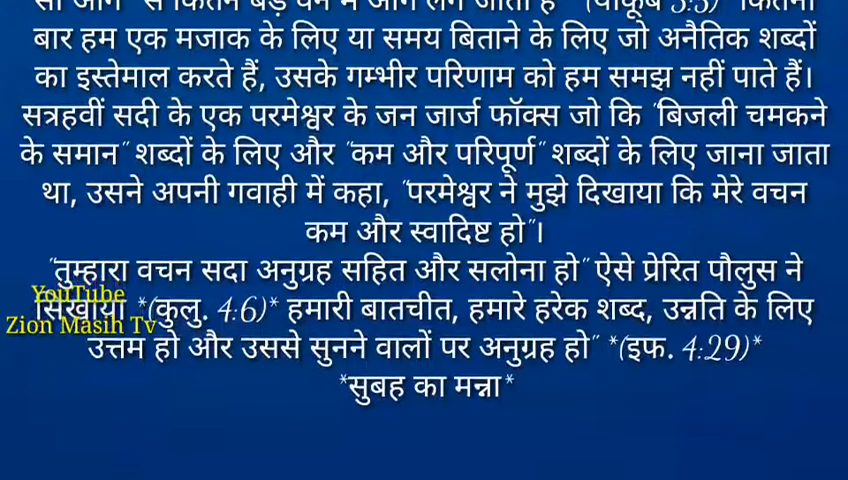 बार हम एक मजाक के लिए या समय बिताने के लिए जो अनैतिक शब्दों
का इस्तेमाल करते हैं, उसके गम्भीर परिणाम को हम समझ नहीं पाते हैं।
सत्रहवीं सदी के एक परमेश्वर के जन जार्ज फॉक्स जो कि "बिजली चमकने
के समान" शब्दों के लिए और "कम और परिपूर्ण" शब्दों के लिए जाना जाता
था, उसने अपनी गवाही में कहा, "परमेश्वर ने मुझे दिखाया कि मेरे वचन
कम और स्वादिष्ट हो"।
"तुम्हारा वचन सदा अनुग्रह सहित और सलोना हो" ऐसे प्रेरित पौलुस ने
सिखाया *(कुलु. 4:6)* हमारी बातचीत, हमारे हरेक शब्द, उन्नति के लिए
उत्तम हो और उससे सुनने वालों पर अनुग्रह हो" *(इफ. 4:29)*
*सुबह का मन्ना*
YouTube
Zion Masih Tv